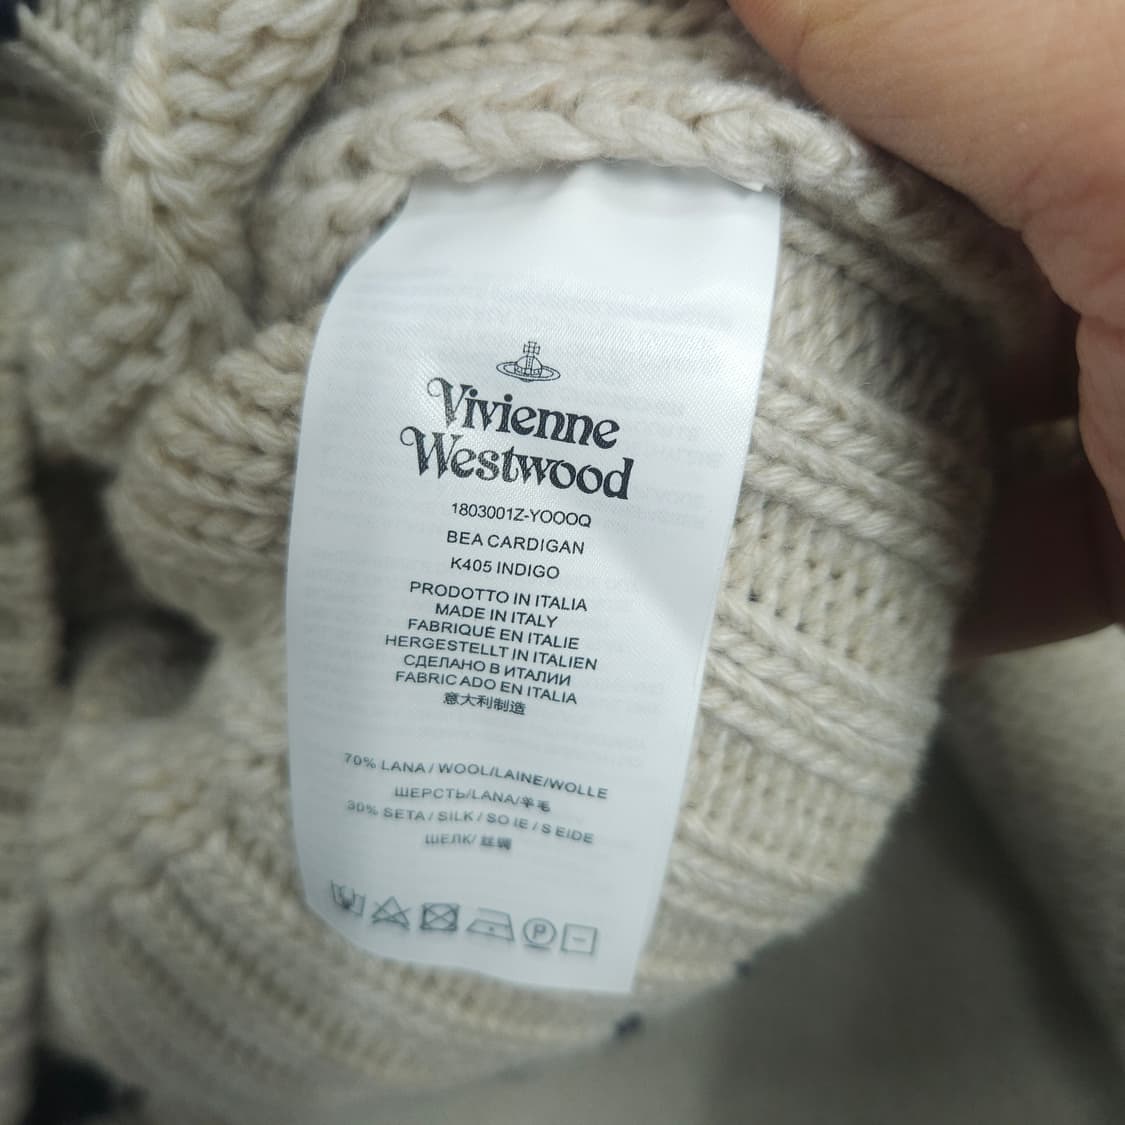 Vivienne
Westwood
1803001Z-YOOOQ
BEA CARDIGAN
K405 INDIGO
PRODOTTO IN ITALIA
MADE IN ITALY
FABRIQUÉ EN ITALIE
HERGESTELLT IN ITALIEN
СДЕЛАНО В ИТАЛИИ
FABRIC ADO EN ITALIA
意大利制造
70% LANA / WOOL/LAINE/WOLLE
ШЕРСТЬ/LANA/羊毛
30% SETA / SILK / SO IE / S EIDE
ШЕЛК/ 丝绸
P